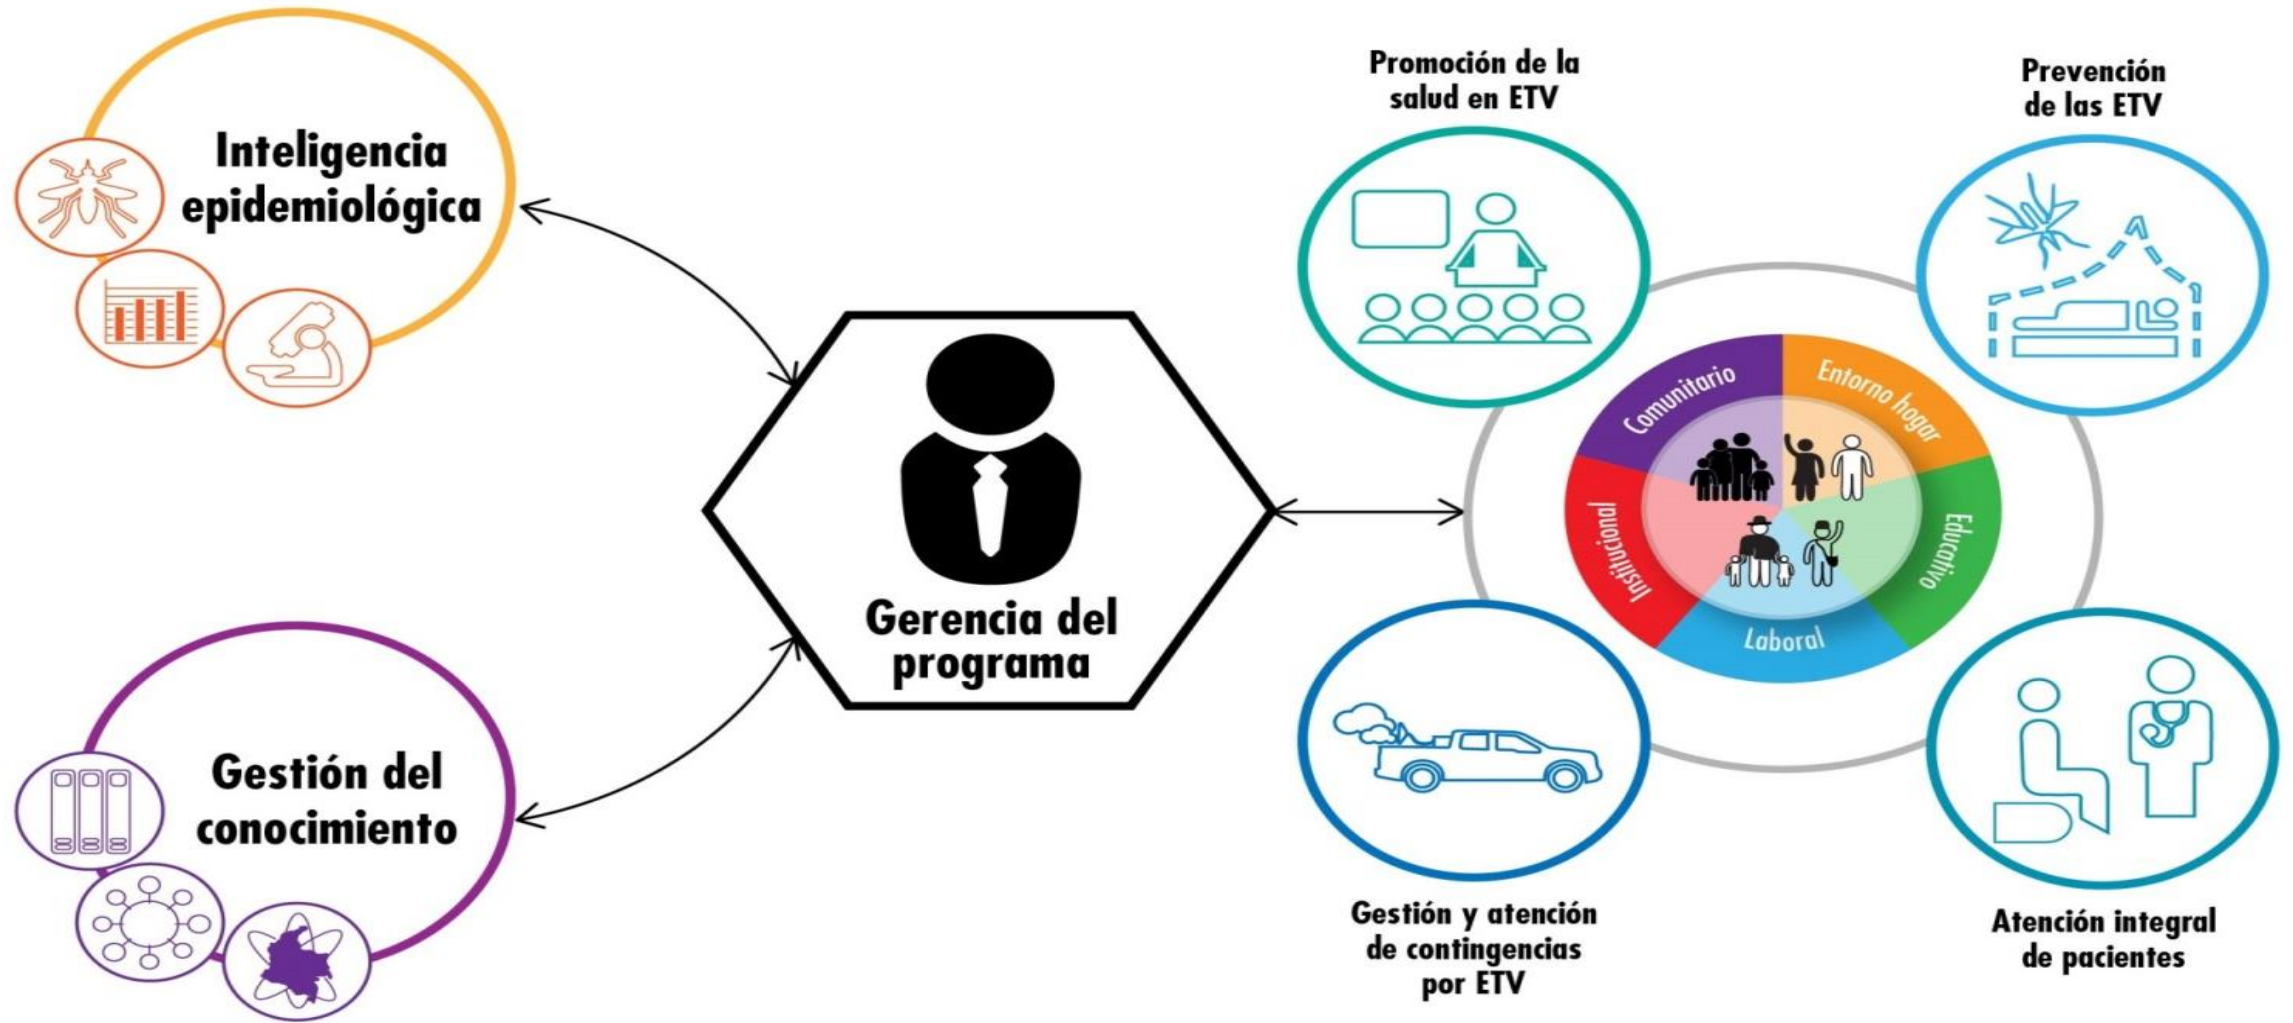 Inteligencia
epidemiológica
Gestión del
conocimiento
Gerencia del
programa
Promoción de la
salud en ETV
Prevención
de las ETV
Comunitario
Entorno hogar
Educativo
Laboral
Institucional
Gestión y atención
de contingencias
por ETV
Atención integral
de pacientes